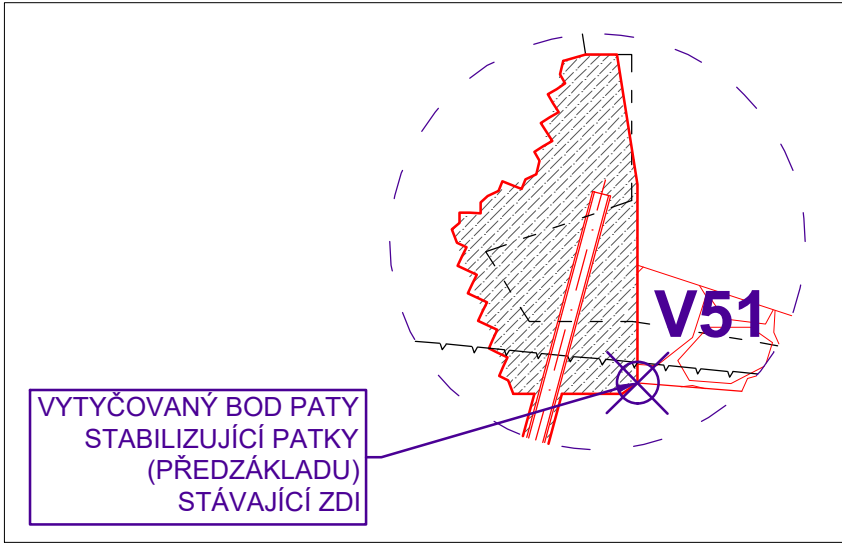 V51
VYTYČOVANÝ BOD PATY
STABILIZUJÍCÍ PATKY
(PŘEDZÁKLADU)
STÁVAJÍCÍ ZDI